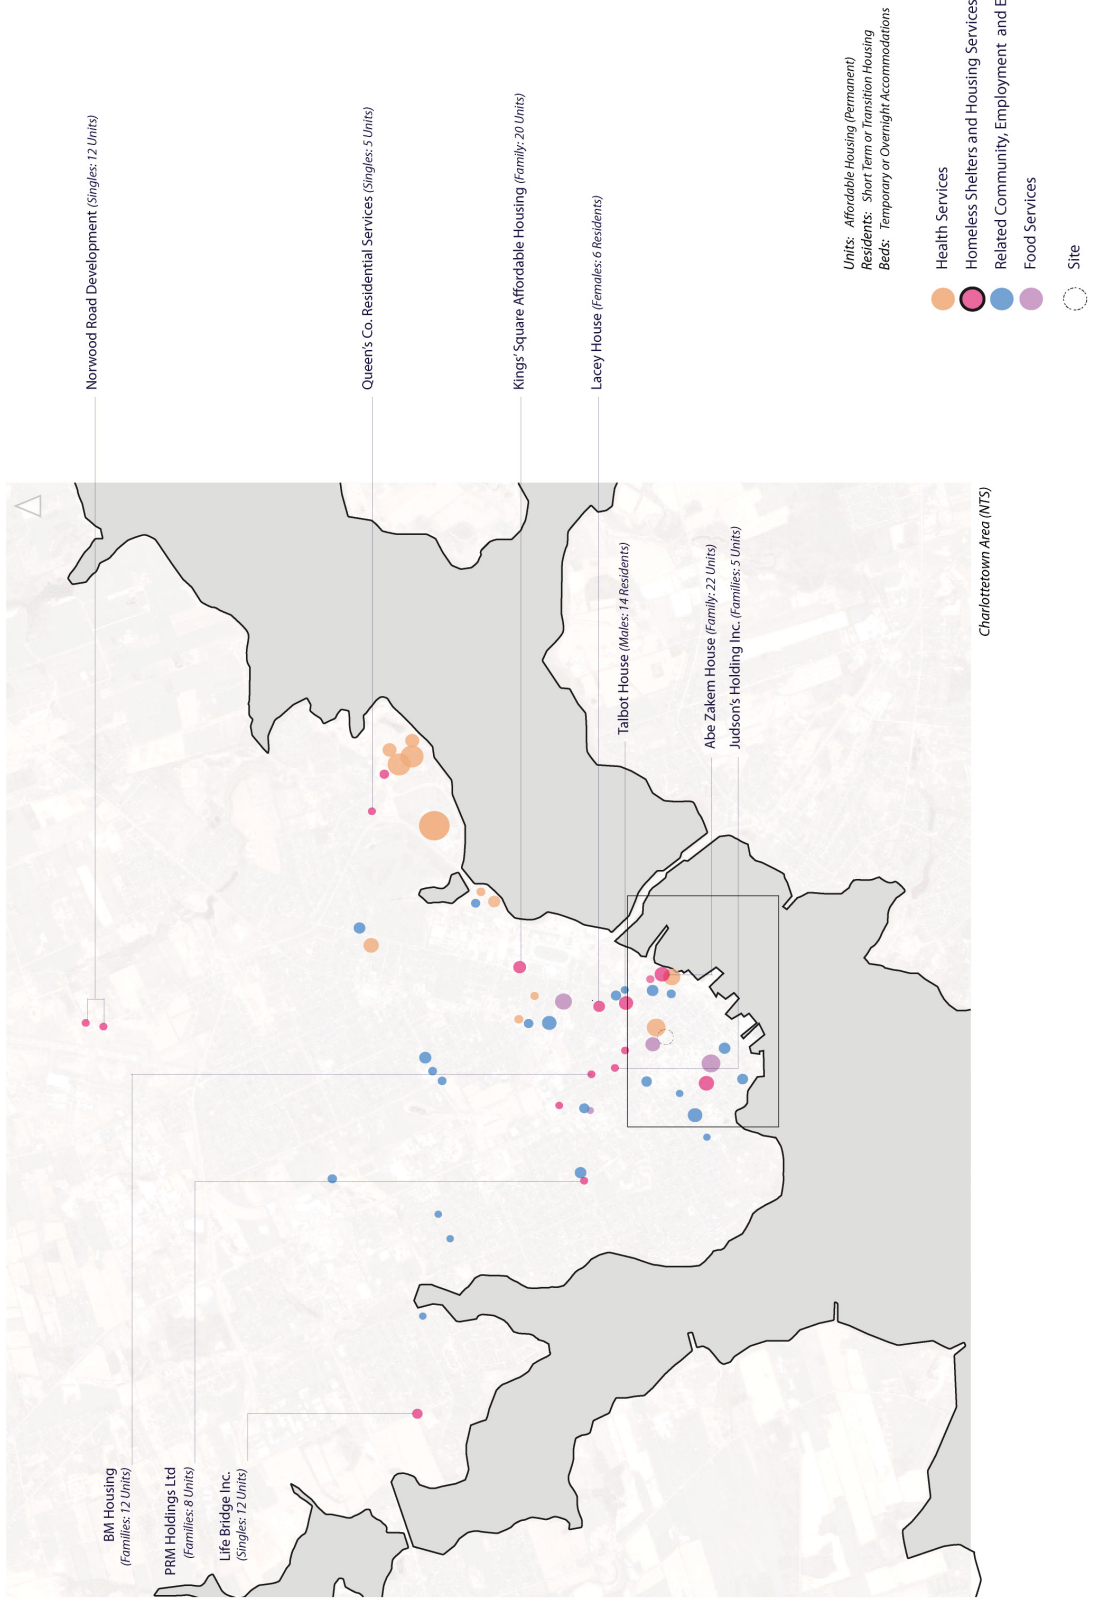 Norwood Road Development (Singles: 12 Units)
Queen's Co. Residential Services (Singles: 5 Units)
Kings' Square Affordable Housing (Family: 20 Units)
Lacey House (Females: 6 Residents)
Talbot House (Males: 14 Residents)
Abe Zakem House (Family: 22 Units)
Judson's Holding Inc. (Families: 5 Units)
BM Housing
(Families: 12 Units)
PRM Holdings Ltd
(Families: 8 Units)
Life Bridge Inc.
(Singles: 12 Units)
Charlottetown Area (NTS)
Units: Affordable Housing (Permanent)
Residents: Short Term or Transition Housing
Beds: Temporary or Overnight Accommodations
Health Services
Homeless Shelters and Housing Services
Related Community, Employment and E
Food Services
Site